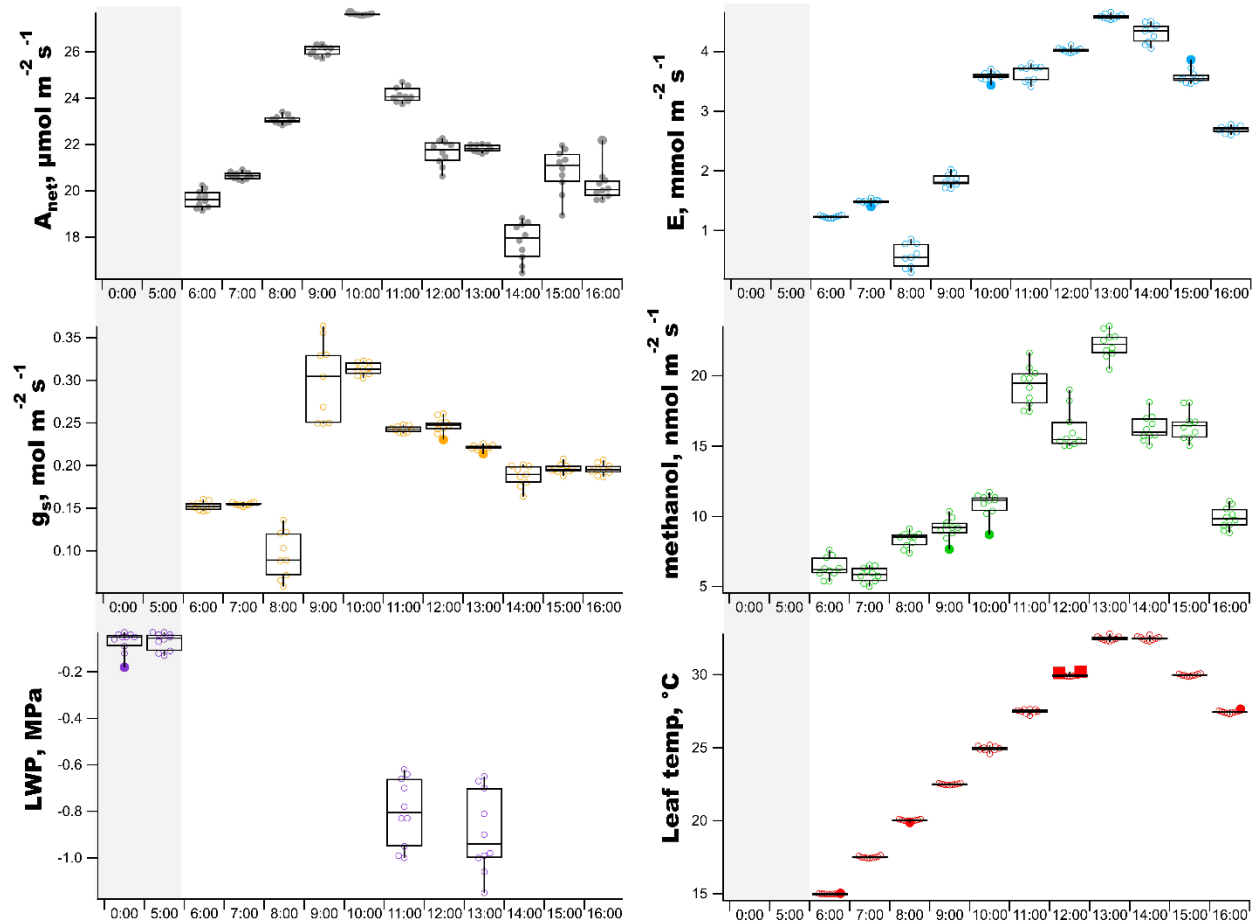 A_net, µmol m⁻² s⁻¹
26
24
22
20
18
0:00 5:00 6:00 7:00 8:00 9:00 10:00 11:00 12:00 13:00 14:00 15:00 16:00
E, mmol m⁻² s⁻¹
4
3
2
1
0:00 5:00 6:00 7:00 8:00 9:00 10:00 11:00 12:00 13:00 14:00 15:00 16:00
g_s, mol m⁻² s⁻¹
0.35
0.30
0.25
0.20
0.15
0.10
0:00 5:00 6:00 7:00 8:00 9:00 10:00 11:00 12:00 13:00 14:00 15:00 16:00
methanol, nmol m⁻² s⁻¹
20
15
10
5
0:00 5:00 6:00 7:00 8:00 9:00 10:00 11:00 12:00 13:00 14:00 15:00 16:00
LWP, MPa
-0.2
-0.4
-0.6
-0.8
-1.0
0:00 5:00 6:00 7:00 8:00 9:00 10:00 11:00 12:00 13:00 14:00 15:00 16:00
Leaf temp, °C
30
25
20
15
0:00 5:00 6:00 7:00 8:00 9:00 10:00 11:00 12:00 13:00 14:00 15:00 16:00